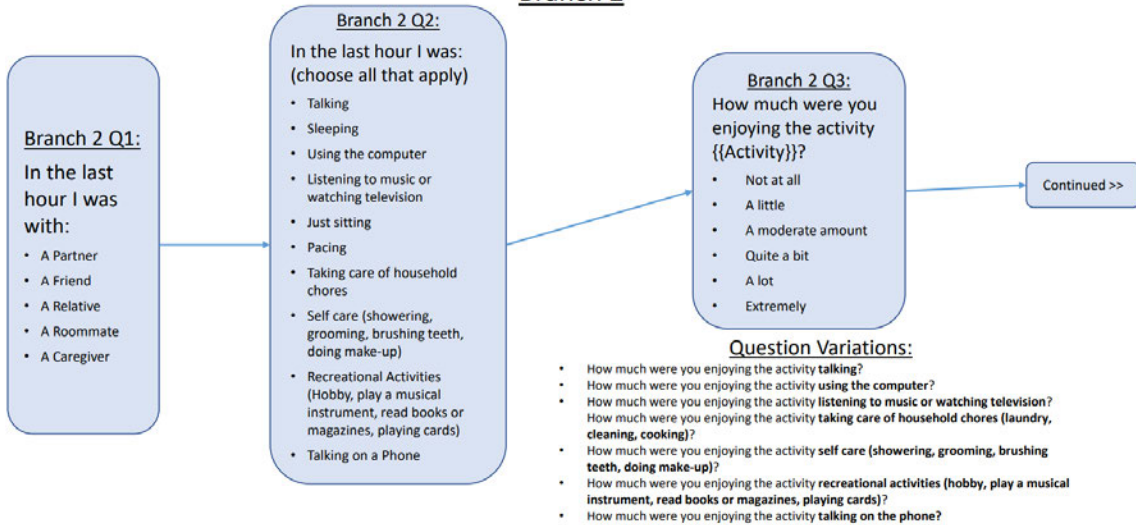 Branch 2 Q1:
In the last
hour I was
with:
• A Partner
• A Friend
• A Relative
• A Roommate
• A Caregiver
Branch 2 Q2:
In the last hour I was:
(choose all that apply)
• Talking
• Sleeping
• Using the computer
• Listening to music or
watching television
• Just sitting
• Pacing
• Taking care of household
chores
• Self care (showering,
grooming, brushing teeth,
doing make-up)
• Recreational Activities
(Hobby, play a musical
instrument, read books or
magazines, playing cards)
• Talking on a Phone
Branch 2 Q3:
How much were you
enjoying the activity
{{Activity}}?
• Not at all
• A little
• A moderate amount
• Quite a bit
• A lot
• Extremely
Continued >>
Question Variations:
• How much were you enjoying the activity talking?
• How much were you enjoying the activity using the computer?
• How much were you enjoying the activity listening to music or watching television?
How much were you enjoying the activity taking care of household chores (laundry,
cleaning, cooking)?
• How much were you enjoying the activity self care (showering, grooming, brushing
teeth, doing make-up)?
• How much were you enjoying the activity recreational activities (hobby, play a musical
instrument, read books or magazines, playing cards)?
• How much were you enjoying the activity talking on the phone?